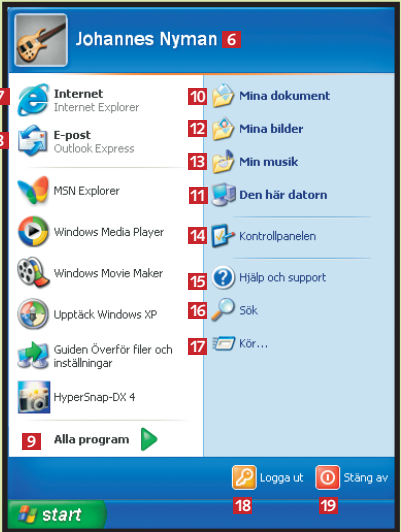 Johannes Nyman 6
7 Internet
Internet Explorer
8 E-post
Outlook Express
MSN Explorer
Windows Media Player
Windows Movie Maker
Upptäck Windows XP
Guiden Överför filer och
inställningar
HyperSnap-DX 4
9 Alla program
10 Mina dokument
12 Mina bilder
13 Min musik
11 Den här datorn
14 Kontrollpanelen
15 Hjälp och support
16 Sök
17 Kör...
Logga ut
Stäng av
18
19
start